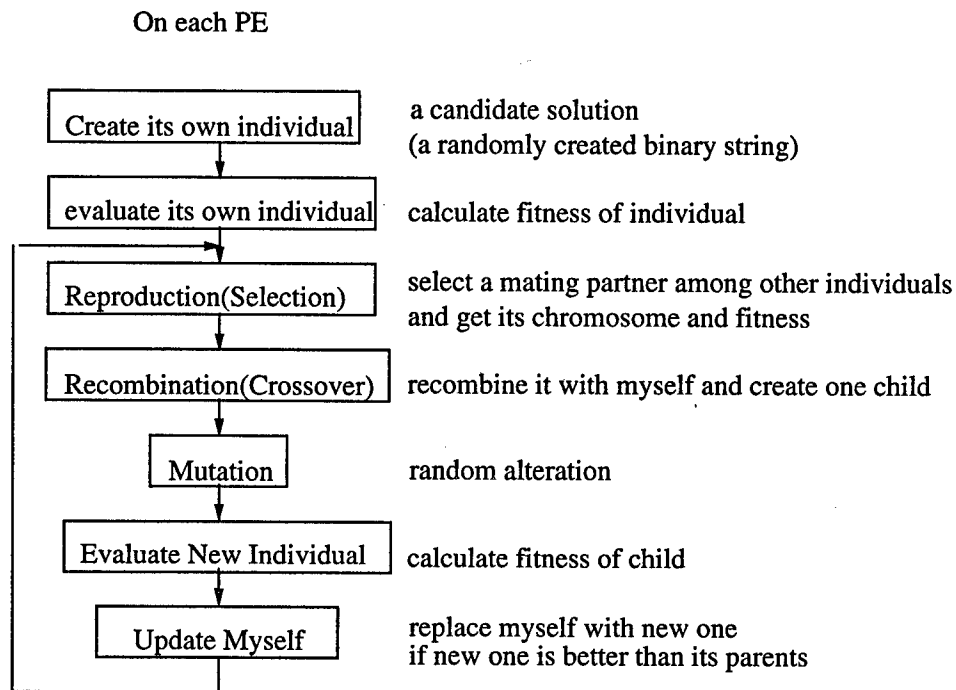 On each PE
Create its own individual
a candidate solution
(a randomly created binary string)
evaluate its own individual
calculate fitness of individual
Reproduction(Selection)
select a mating partner among other individuals
and get its chromosome and fitness
Recombination(Crossover)
recombine it with myself and create one child
Mutation
random alteration
Evaluate New Individual
calculate fitness of child
Update Myself
replace myself with new one
if new one is better than its parents